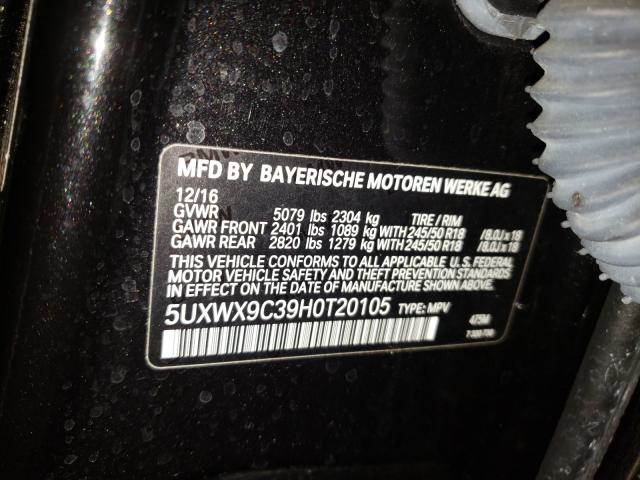 MFD BY BAYERISCHE MOTOREN WERKE AG
12/16
GVWR 5079 lbs 2304 kg TIRE / RIM
GAWR FRONT 2401 lbs 1089 kg WITH 245/50 R18 / 8.0J x 18
GAWR REAR 2820 lbs 1279 kg WITH 245/50 R18 / 8.0J x 18
THIS VEHICLE CONFORMS TO ALL APPLICABLE U.S. FEDERAL
MOTOR VEHICLE SAFETY AND THEFT PREVENTION STANDARDS
IN EFFECT ON THE DATE OF MANUFACTURE SHOWN ABOVE.
5UXWX9C39H0T20105 TYPE: MPV
475M